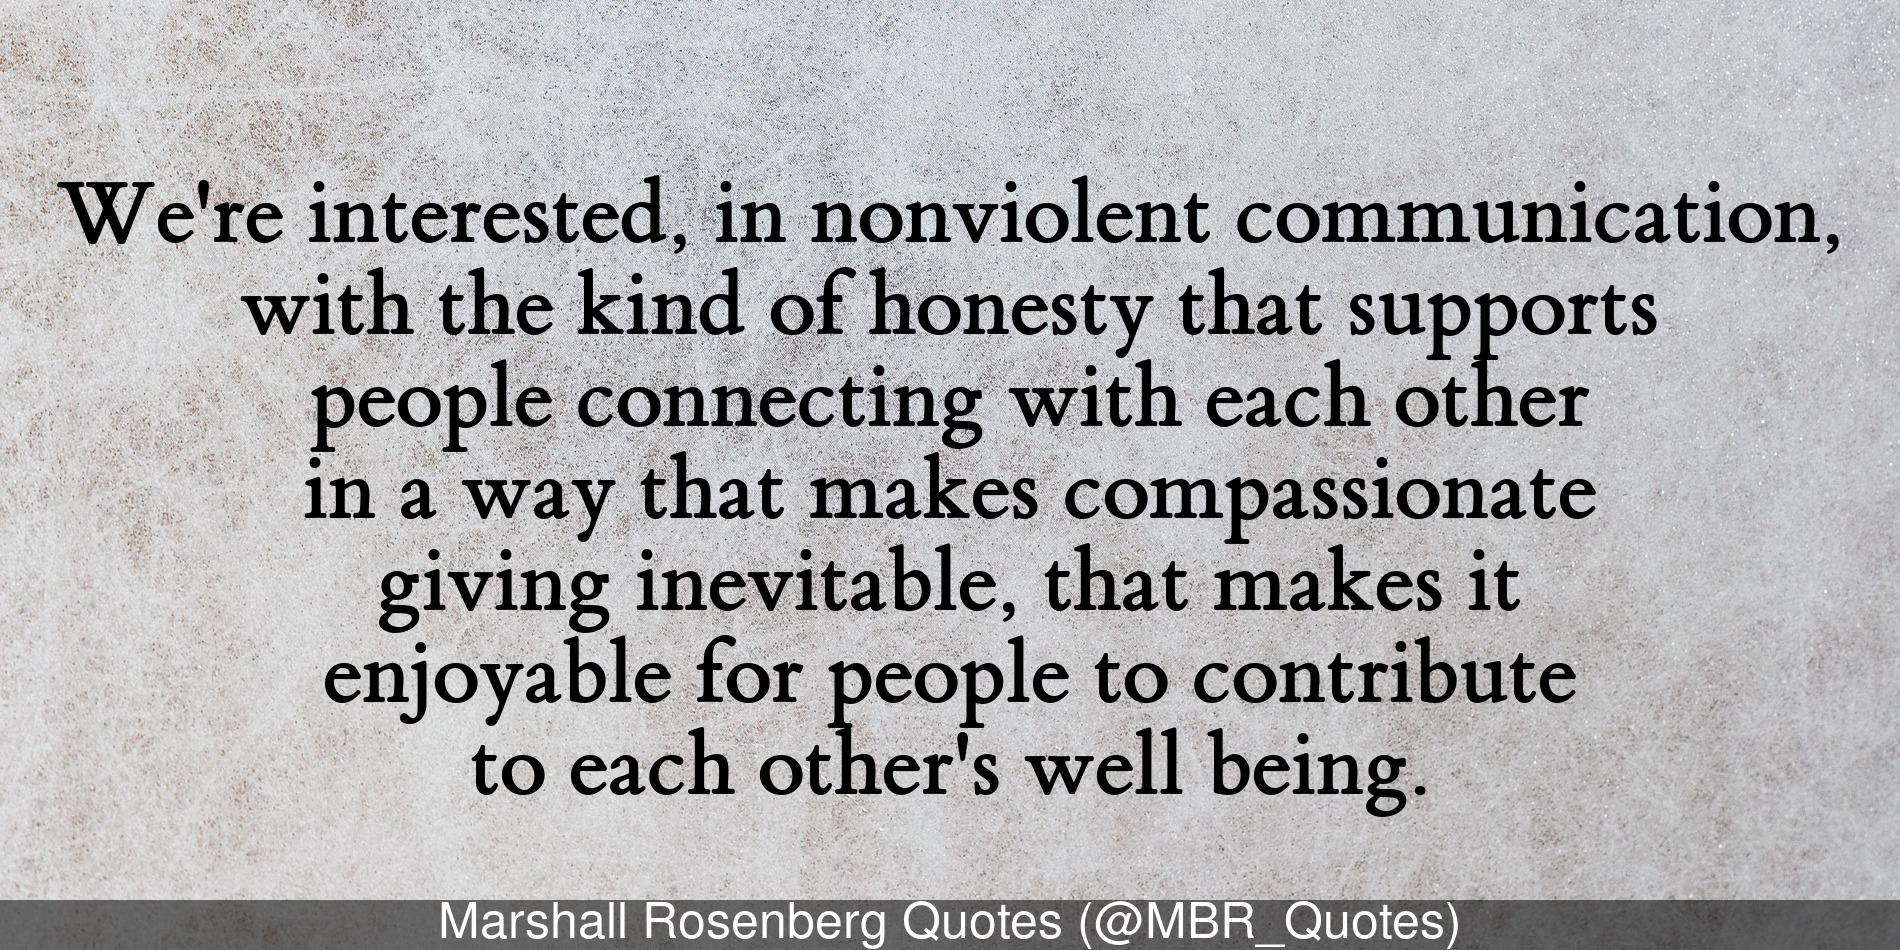 We're interested, in nonviolent communication,
with the kind of honesty that supports
people connecting with each other
in a way that makes compassionate
giving inevitable, that makes it
enjoyable for people to contribute
to each other's well being.
Marshall Rosenberg Quotes (@MBR_Quotes)